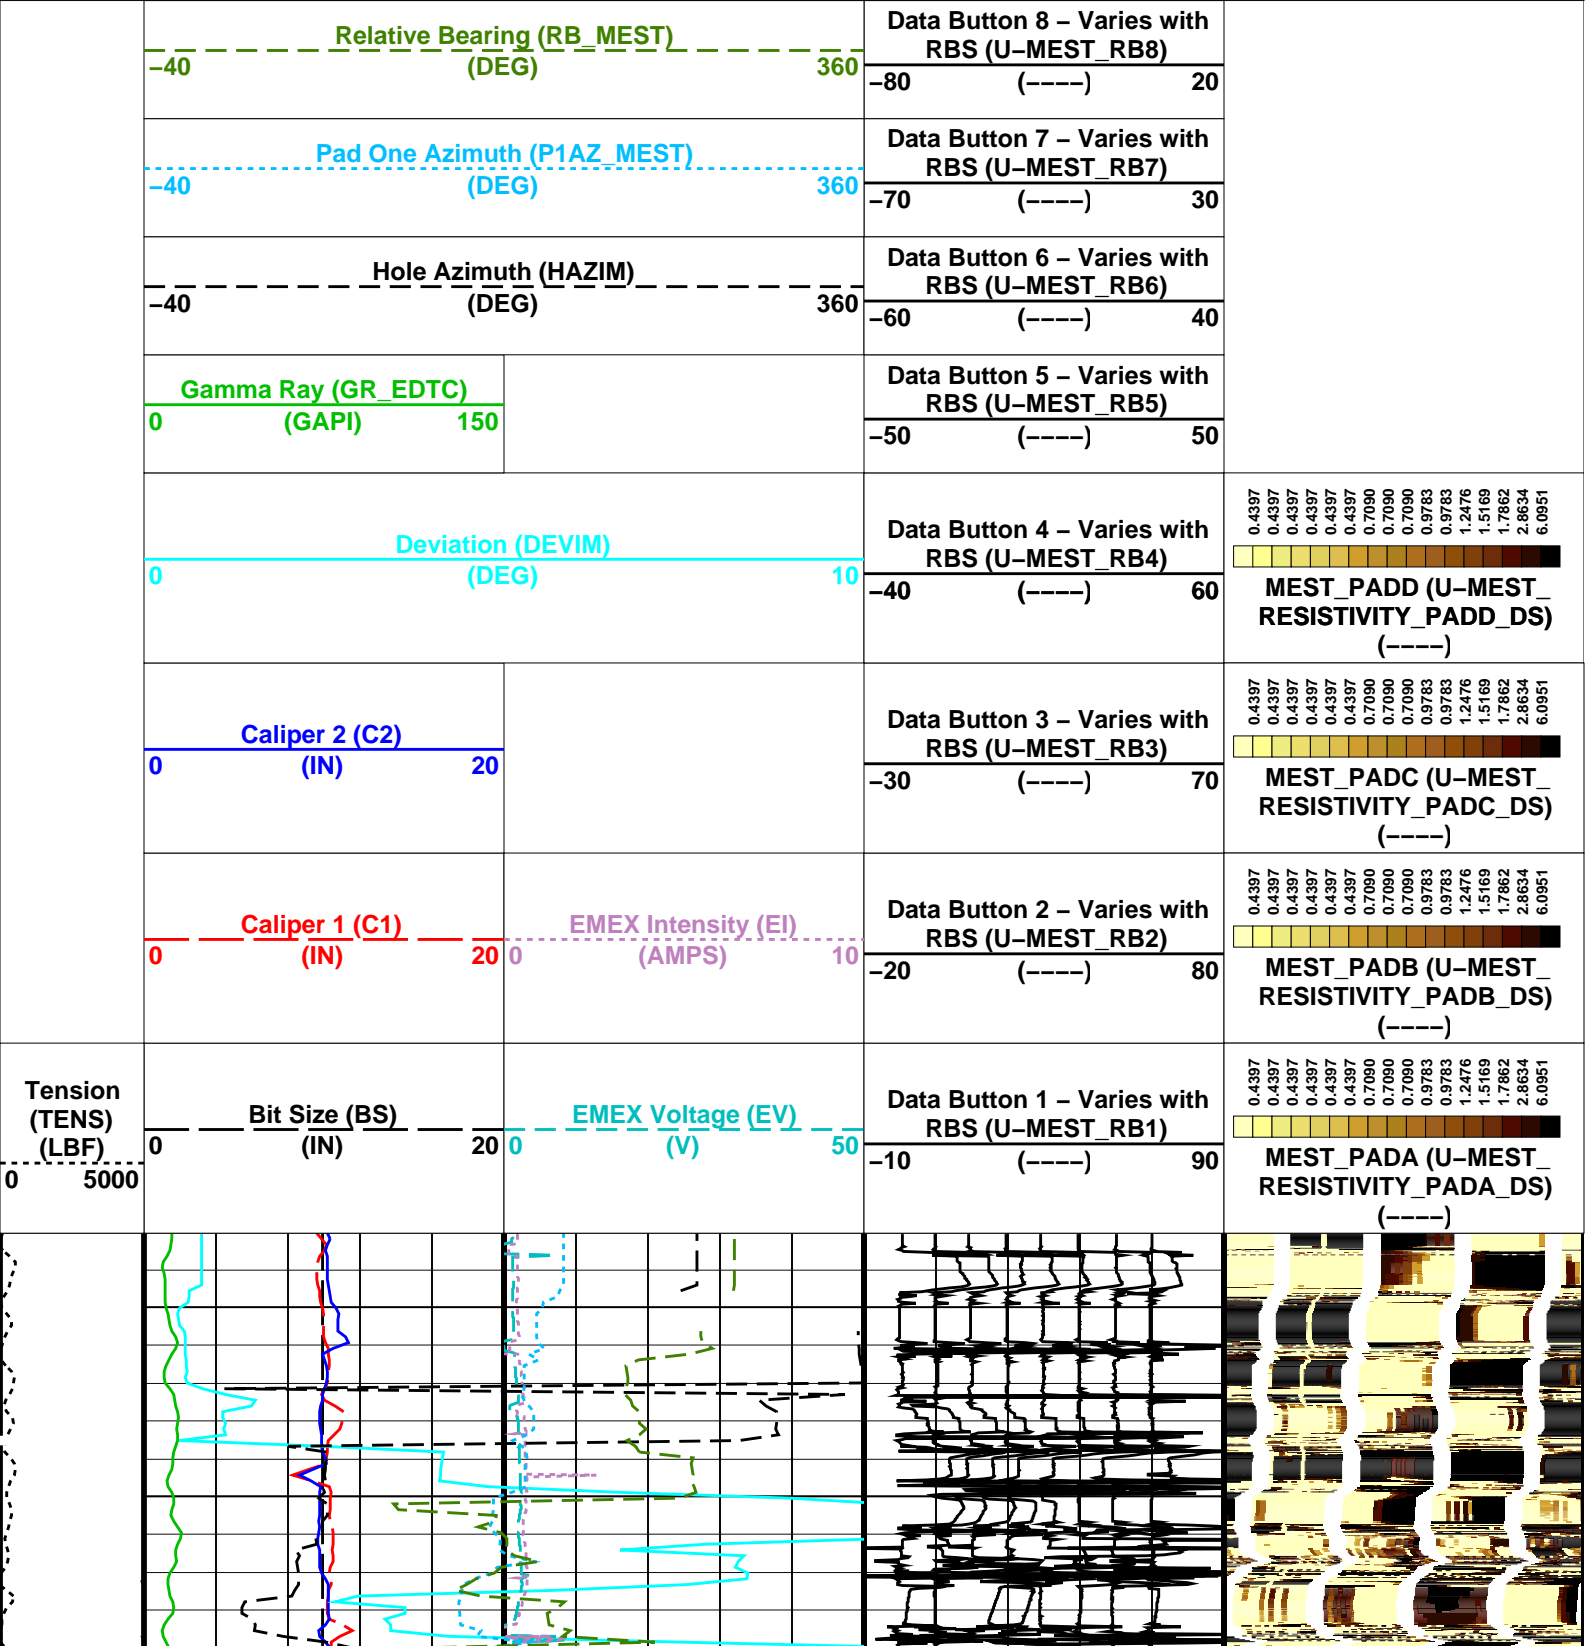 Relative Bearing (RB_MEST)
−40 (DEG) 360
Data Button 8 − Varies with
RBS (U−MEST_RB8)
−80 (−−−−) 20
Pad One Azimuth (P1AZ_MEST)
−40 (DEG) 360
Data Button 7 − Varies with
RBS (U−MEST_RB7)
−70 (−−−−) 30
Hole Azimuth (HAZIM)
−40 (DEG) 360
Data Button 6 − Varies with
RBS (U−MEST_RB6)
−60 (−−−−) 40
Gamma Ray (GR_EDTC)
0 (GAPI) 150
Data Button 5 − Varies with
RBS (U−MEST_RB5)
−50 (−−−−) 50
Deviation (DEVIM)
0 (DEG) 10
Data Button 4 − Varies with
RBS (U−MEST_RB4)
−40 (−−−−) 60
0.4397 0.4397 0.4397 0.4397 0.4397 0.4397 0.7090 0.7090 0.7090 0.9783 0.9783 1.2476 1.5169 1.7862 2.8634 6.0951
MEST_PADD (U−MEST_
RESISTIVITY_PADD_DS)
(−−−−)
Caliper 2 (C2)
0 (IN) 20
Data Button 3 − Varies with
RBS (U−MEST_RB3)
−30 (−−−−) 70
0.4397 0.4397 0.4397 0.4397 0.4397 0.4397 0.7090 0.7090 0.7090 0.9783 0.9783 1.2476 1.5169 1.7862 2.8634 6.0951
MEST_PADC (U−MEST_
RESISTIVITY_PADC_DS)
(−−−−)
Caliper 1 (C1)
0 (IN) 20
EMEX Intensity (EI)
0 (AMPS) 10
Data Button 2 − Varies with
RBS (U−MEST_RB2)
−20 (−−−−) 80
0.4397 0.4397 0.4397 0.4397 0.4397 0.4397 0.7090 0.7090 0.7090 0.9783 0.9783 1.2476 1.5169 1.7862 2.8634 6.0951
MEST_PADB (U−MEST_
RESISTIVITY_PADB_DS)
(−−−−)
Tension
(TENS)
(LBF)
0 5000
Bit Size (BS)
0 (IN) 20
EMEX Voltage (EV)
0 (V) 50
Data Button 1 − Varies with
RBS (U−MEST_RB1)
−10 (−−−−) 90
0.4397 0.4397 0.4397 0.4397 0.4397 0.4397 0.7090 0.7090 0.7090 0.9783 0.9783 1.2476 1.5169 1.7862 2.8634 6.0951
MEST_PADA (U−MEST_
RESISTIVITY_PADA_DS)
(−−−−)